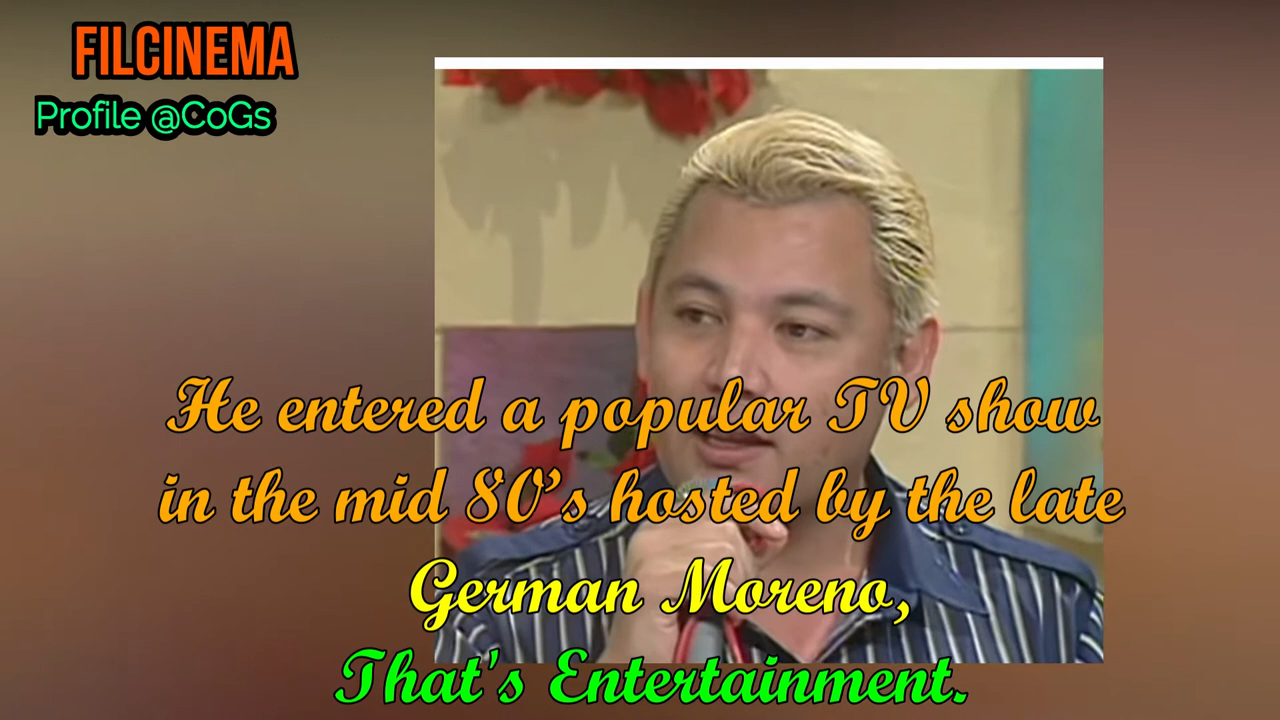 FILCINEMA
Profile @CoGs
He entered a popular TV show
in the mid 80's hosted by the late
German Moreno,
That's Entertainment.